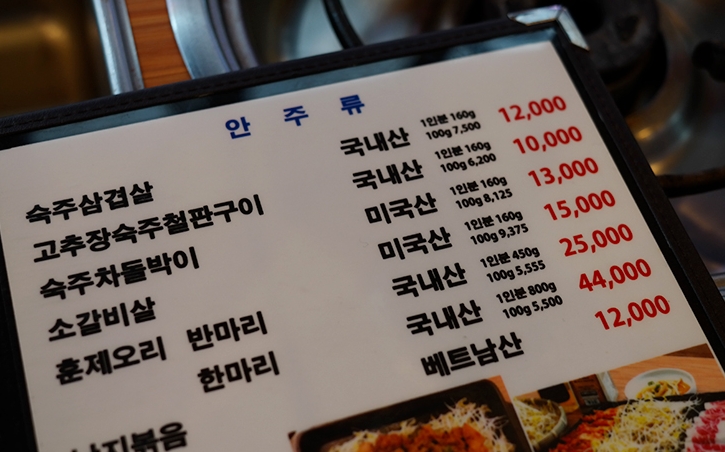 안 주 류
숙주삼겹살 국내산 1인분 160g 100g 7,500 12,000
고추장숙주철판구이 국내산 1인분 160g 100g 6,200 10,000
숙주차돌박이 미국산 1인분 160g 100g 8,125 13,000
소갈비살 미국산 1인분 160g 100g 9,375 15,000
훈제오리 반마리 국내산 1인분 450g 100g 5,555 25,000
한마리 국내산 1인분 800g 100g 5,500 44,000
낙지볶음 베트남산 12,000